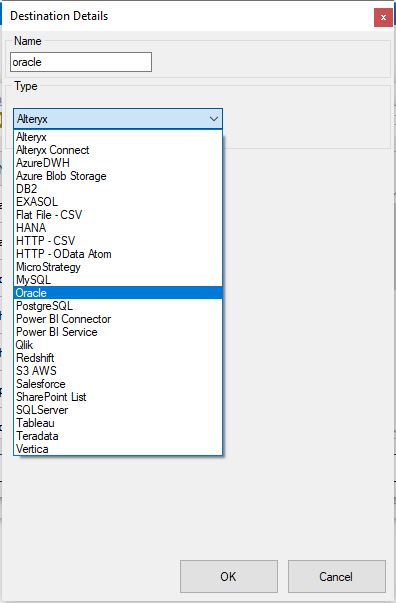 Destination Details
x
Name
oracle
Type
Alteryx
Alteryx
Alteryx Connect
AzureDWH
Azure Blob Storage
DB2
EXASOL
Flat File - CSV
HANA
HTTP - CSV
HTTP - OData Atom
MicroStrategy
MySQL
Oracle
PostgreSQL
Power BI Connector
Power BI Service
Qlik
Redshift
S3 AWS
Salesforce
SharePoint List
SQLServer
Tableau
Teradata
Vertica
OK Cancel